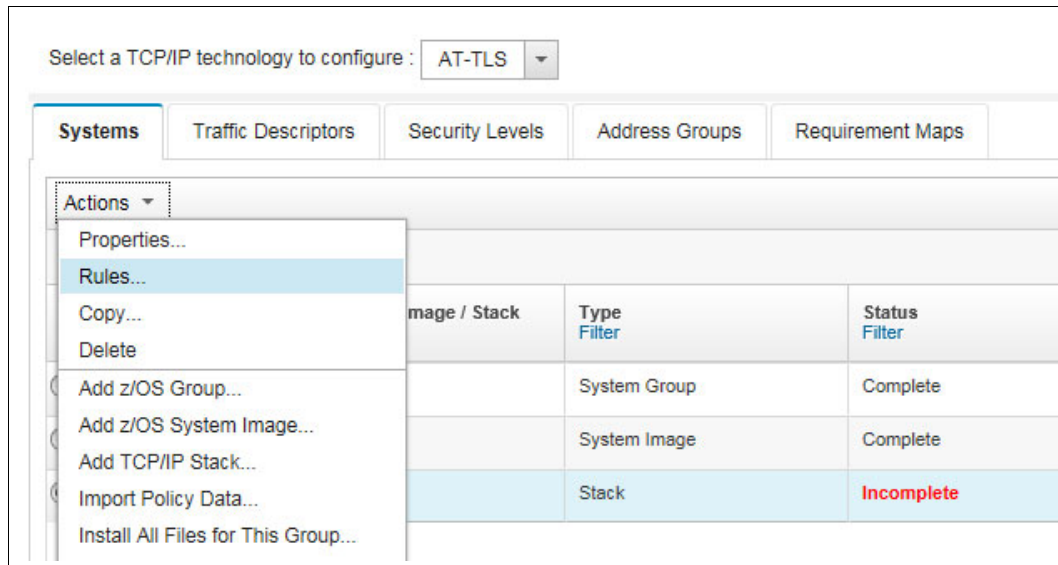 Select a TCP/IP technology to configure : AT-TLS
Systems Traffic Descriptors Security Levels Address Groups Requirement Maps
Actions
Properties...
Rules...
Copy...
Delete
Add z/OS Group...
Add z/OS System Image...
Add TCP/IP Stack...
Import Policy Data...
Install All Files for This Group...
/ Stack Type Status
Filter Filter
System Group Complete
System Image Complete
Stack Incomplete